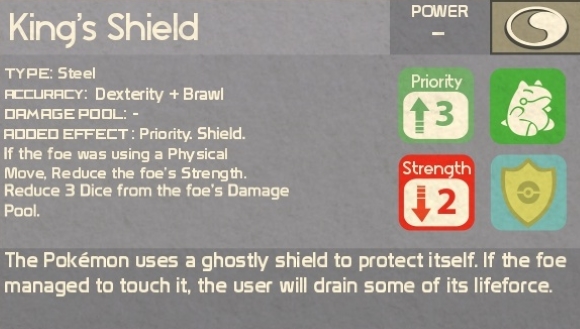 King's Shield
POWER
–
TYPE: Steel
ACCURACY: Dexterity + Brawl
DAMAGE POOL: -
ADDED EFFECT : Priority. Shield.
If the foe was using a Physical
Move, Reduce the foe's Strength.
Reduce 3 Dice from the foe's Damage
Pool.
Priority
3
Strength
2
The Pokémon uses a ghostly shield to protect itself. If the foe
managed to touch it, the user will drain some of its lifeforce.